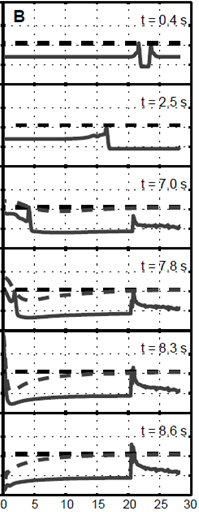 B
t = 0.4 s
t = 2.5 s
t = 7.0 s
t = 7.8 s
t = 8.3 s
t = 8.6 s
0 5 10 15 20 25 30